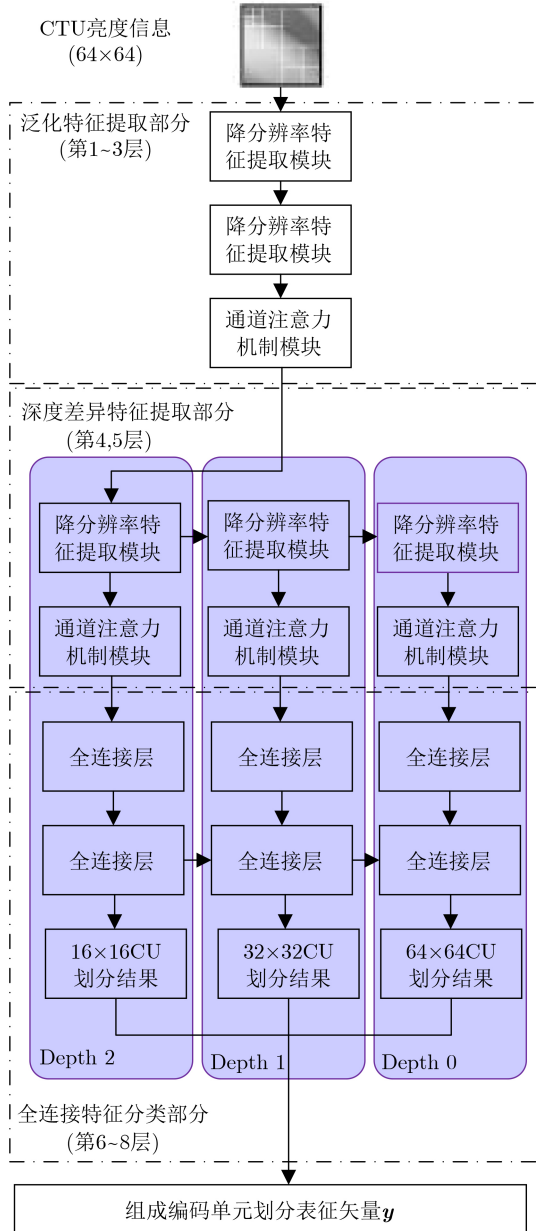 CTU亮度信息
(64×64)
泛化特征提取部分
(第1~3层)
降分辨率特
征提取模块
降分辨率特
征提取模块
通道注意力
机制模块
深度差异特征提取部分
(第4,5层)
降分辨率特
征提取模块
降分辨率特
征提取模块
降分辨率特
征提取模块
通道注意力
机制模块
通道注意力
机制模块
通道注意力
机制模块
全连接层
全连接层
全连接层
全连接层
全连接层
全连接层
16×16CU
划分结果
32×32CU
划分结果
64×64CU
划分结果
Depth 2
Depth 1
Depth 0
全连接特征分类部分
(第6~8层)
组成编码单元划分表征矢量y